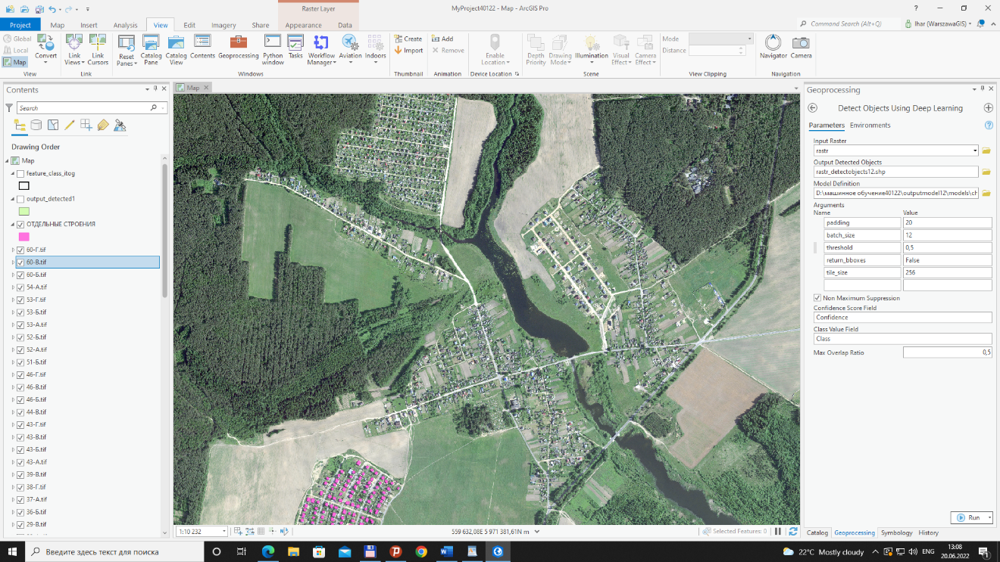 Raster Layer
MyProject40122 - Map - ArcGIS Pro
Project Map Insert Analysis Share View Edit Imagery Share Appearance Data
Command Search (Alt+Q)
Ihar (WarszawaGIS)
Global
Local
Map
Convert
Link Views
Link Cursors
Reset Panes
Catalog Pane
Catalog View
Contents
Geoprocessing
Python window
Tasks
Workflow Manager
Aviation
Indoors
Create
Import
Add
Remove
Enable Location
Depth Priority
Drawing Mode
Illumination
Visual Effect
Camera Effect
Mode
Distance
Navigator
Camera
View Link Windows Thumbnail Animation Device Location Scene View Clipping Navigation
Contents
Search
Drawing Order
Map
feature_class_itog
output_detected1
ОТДЕЛЬНЫЕ СТРОЕНИЯ
60-Г.tif
60-В.tif
60-Б.tif
54-А.tif
53-Г.tif
53-Б.tif
53-А.tif
52-Б.tif
52-А.tif
51-Б.tif
46-Г.tif
46-В.tif
46-Б.tif
44-В.tif
43-Г.tif
43-В.tif
43-Б.tif
43-А.tif
39-В.tif
38-Г.tif
37-А.tif
36-Б.tif
29-В.tif
Map
1:10 232
559 632,08E 5 971 381,61N m
Selected Features: 0
Geoprocessing
Detect Objects Using Deep Learning
Parameters Environments
Input Raster
rastr
Output Detected Objects
rastr_detectobjects12.shp
Model Definition
D:\машинное обучение40122\outputmodel12\models\ch
Arguments
Name Value
padding 20
batch_size 12
threshold 0,5
return_bboxes False
tile_size 256
Non Maximum Suppression
Confidence Score Field
Confidence
Class Value Field
Class
Max Overlap Ratio 0,5
Run
Catalog Geoprocessing Symbology History
Введите здесь текст для поиска
22°C Mostly cloudy
ENG
13:08
20.06.2022
1